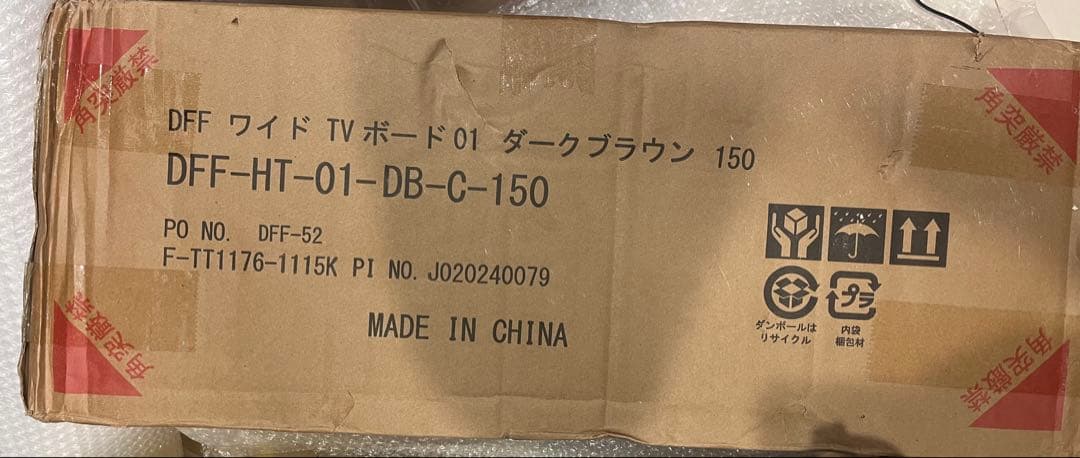 角突厳禁
角突厳禁
DFF ワイド TVボード01 ダークブラウン 150
DFF-HT-01-DB-C-150
PO NO. DFF-52
F-TT1176-1115K PI NO. J020240079
MADE IN CHINA
プラ
ダンボールは
リサイクル
内袋
梱包材
角突厳禁
角突厳禁